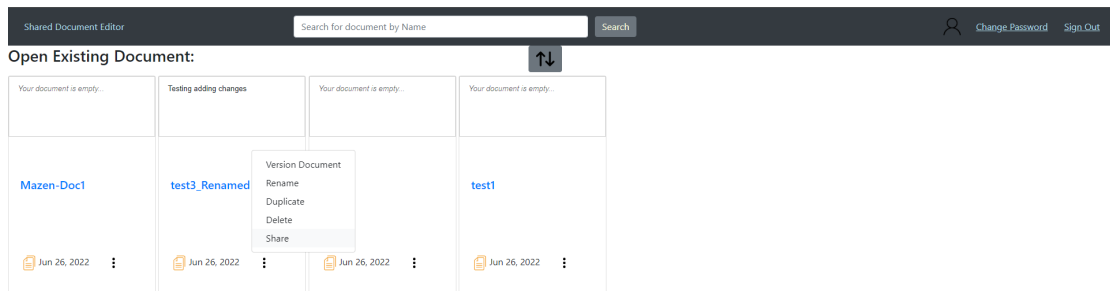 Shared Document Editor
Search for document by Name
Search
Change Password
Sign Out
Open Existing Document:
Your document is empty...
Testing adding changes
Your document is empty...
Your document is empty...
Mazen-Doc1
test3_Renamed
test1
Version Document
Rename
Duplicate
Delete
Share
Jun 26, 2022
Jun 26, 2022
Jun 26, 2022
Jun 26, 2022